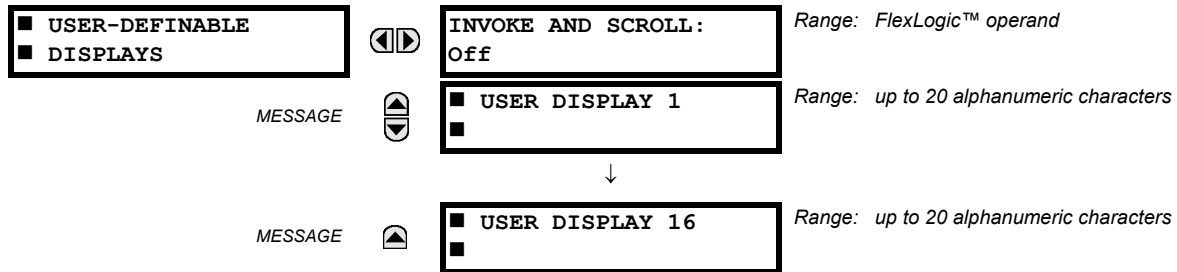 ■ USER-DEFINABLE
■ DISPLAYS
INVOKE AND SCROLL:
Off
Range: FlexLogic™ operand
MESSAGE
■ USER DISPLAY 1
■
Range: up to 20 alphanumeric characters
↓
MESSAGE
■ USER DISPLAY 16
■
Range: up to 20 alphanumeric characters